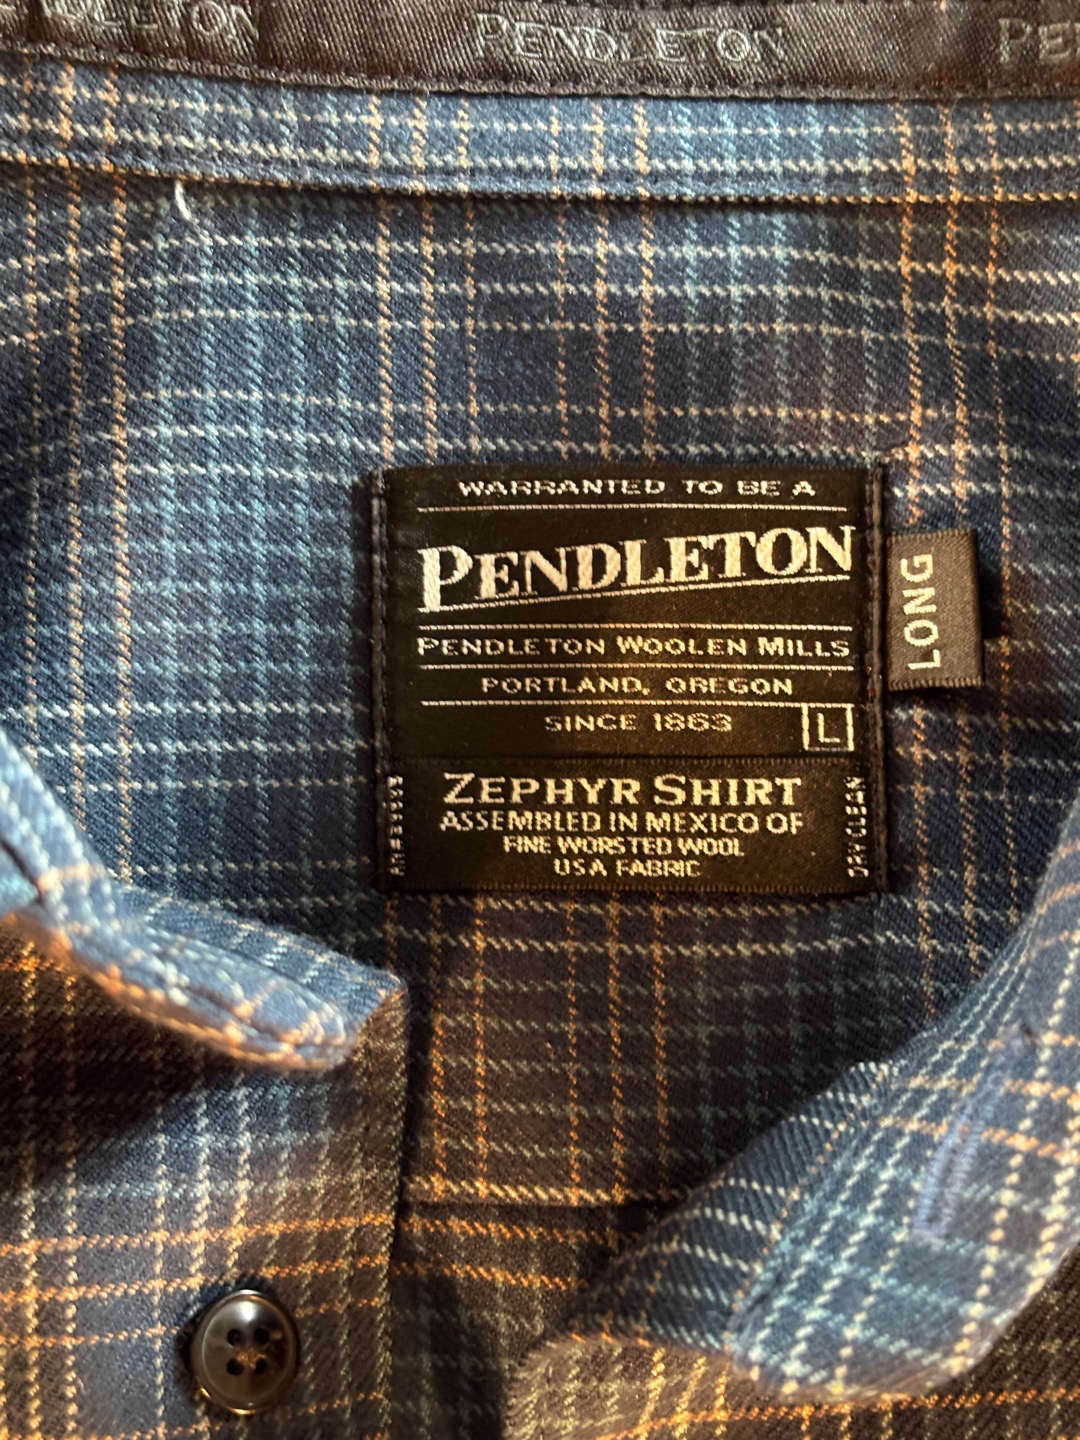 PENDLETON
WARRANTED TO BE A
PENDLETON
PENDLETON WOOLEN MILLS
PORTLAND, OREGON
SINCE 1863
L
LONG
ZEPHYR SHIRT
ASSEMBLED IN MEXICO OF
FINE WORSTED WOOL
USA FABRIC
DRY CLEAN